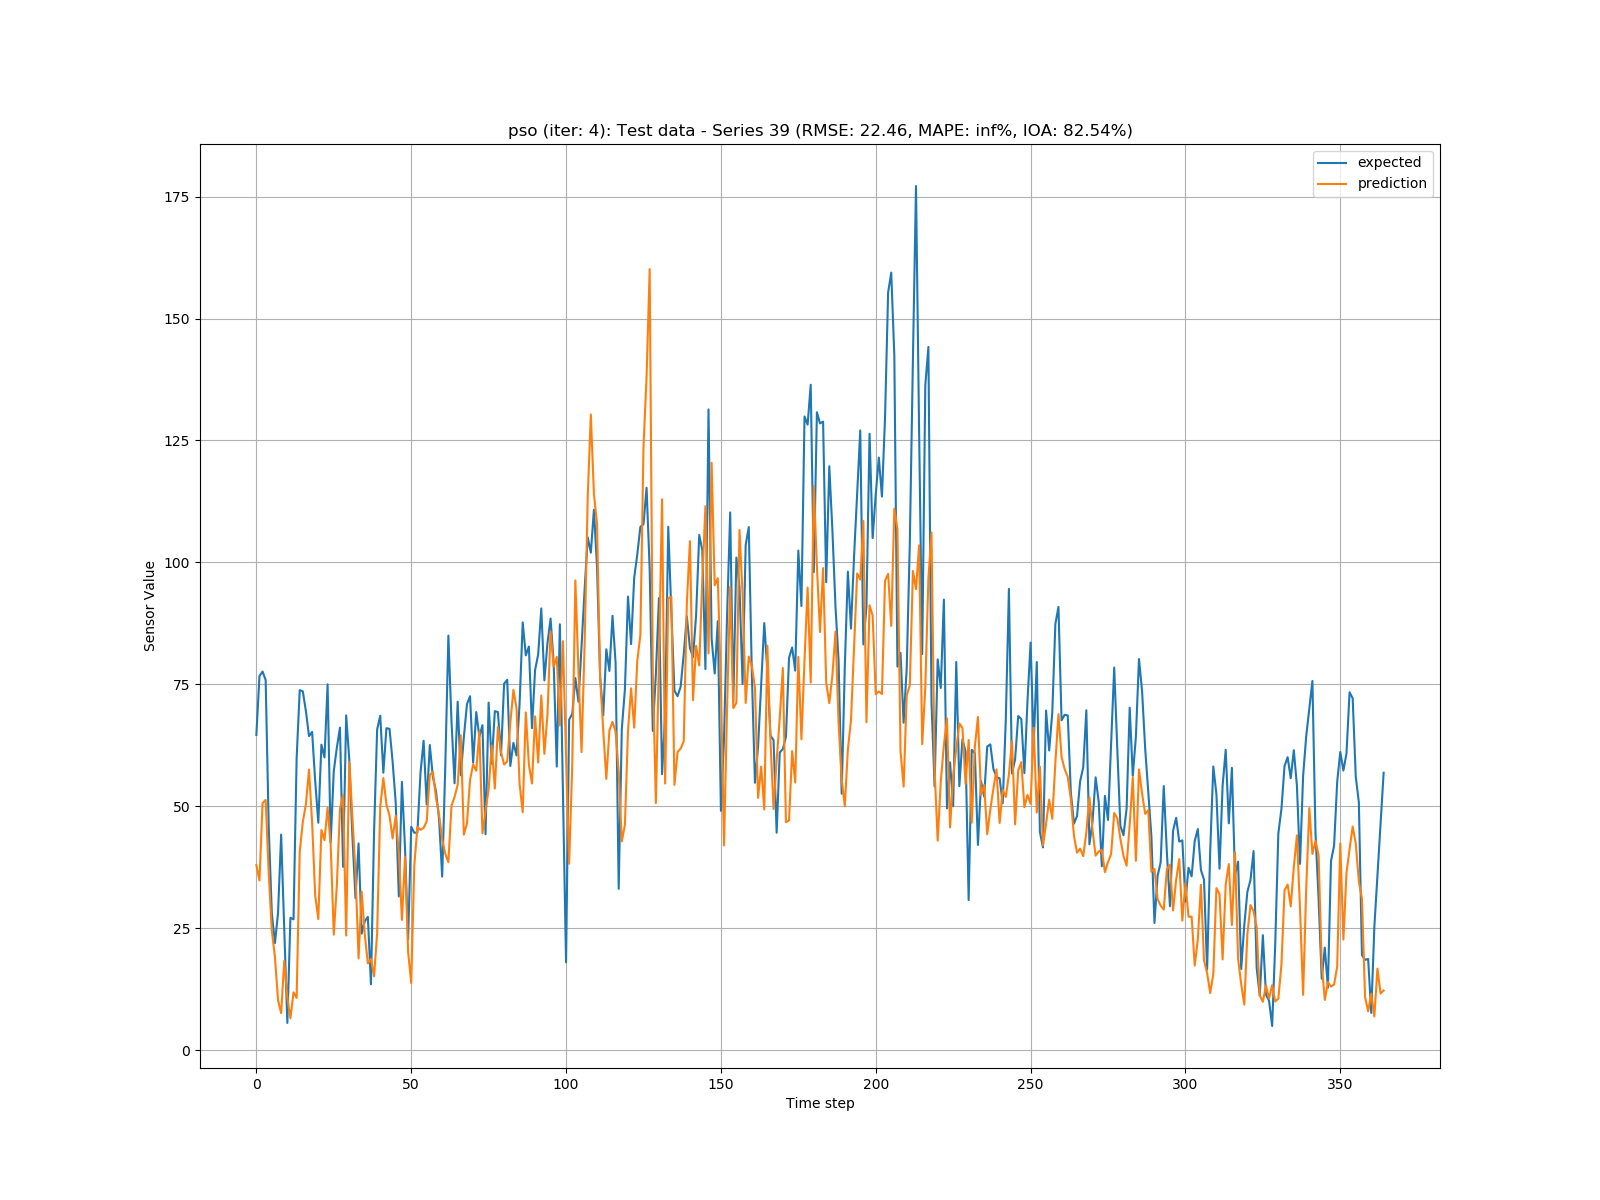 pso (iter: 4): Test data - Series 39 (RMSE: 22.46, MAPE: inf%, IOA: 82.54%)
expected
prediction
175
150
125
100
75
50
25
0
Sensor Value
0 50 100 150 200 250 300 350
Time step